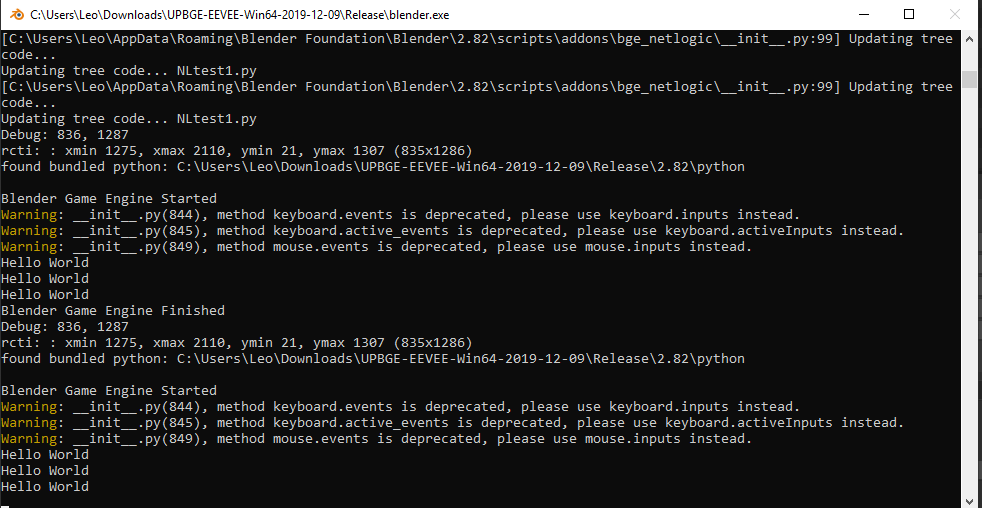 C:\Users\Leo\Downloads\UPBGE-EEVEE-Win64-2019-12-09\Release\blender.exe
[C:\Users\Leo\AppData\Roaming\Blender Foundation\Blender\2.82\scripts\addons\bge_netlogic\__init__.py:99] Updating tree
code...
Updating tree code... NLtest1.py
[C:\Users\Leo\AppData\Roaming\Blender Foundation\Blender\2.82\scripts\addons\bge_netlogic\__init__.py:99] Updating tree
code...
Updating tree code... NLtest1.py
Debug: 836, 1287
rcti: : xmin 1275, xmax 2110, ymin 21, ymax 1307 (835x1286)
found bundled python: C:\Users\Leo\Downloads\UPBGE-EEVEE-Win64-2019-12-09\Release\2.82\python
Blender Game Engine Started
Warning: __init__.py(844), method keyboard.events is deprecated, please use keyboard.inputs instead.
Warning: __init__.py(845), method keyboard.active_events is deprecated, please use keyboard.activeInputs instead.
Warning: __init__.py(849), method mouse.events is deprecated, please use mouse.inputs instead.
Hello World
Hello World
Hello World
Blender Game Engine Finished
Debug: 836, 1287
rcti: : xmin 1275, xmax 2110, ymin 21, ymax 1307 (835x1286)
found bundled python: C:\Users\Leo\Downloads\UPBGE-EEVEE-Win64-2019-12-09\Release\2.82\python
Blender Game Engine Started
Warning: __init__.py(844), method keyboard.events is deprecated, please use keyboard.inputs instead.
Warning: __init__.py(845), method keyboard.active_events is deprecated, please use keyboard.activeInputs instead.
Warning: __init__.py(849), method mouse.events is deprecated, please use mouse.inputs instead.
Hello World
Hello World
Hello World